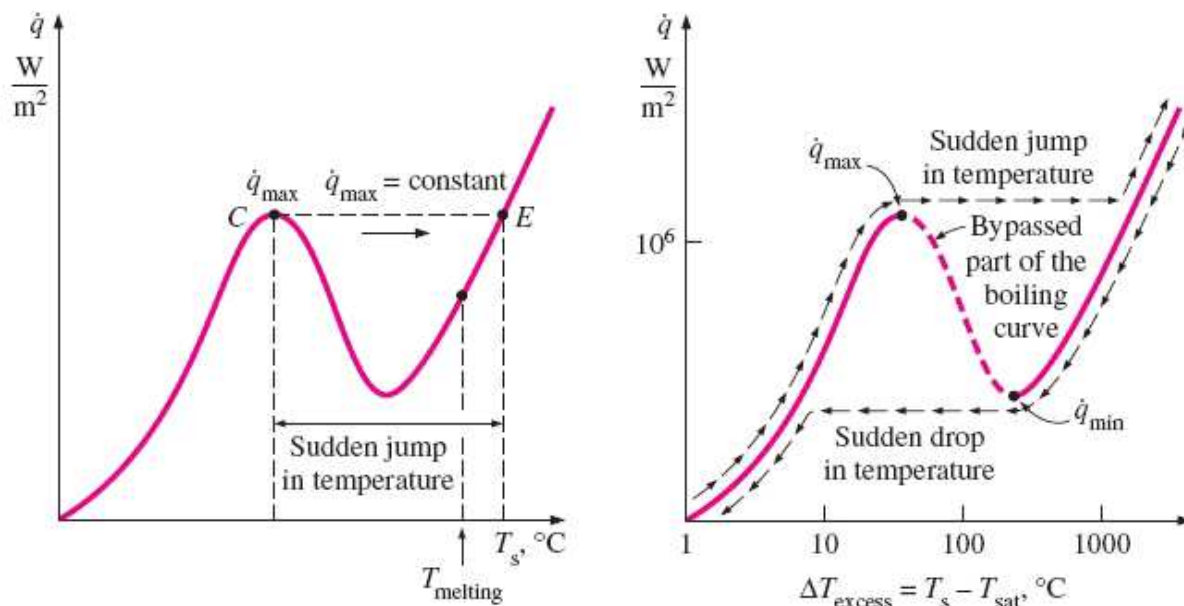 q̇
W
m²
q̇max
q̇max = constant
C
E
Sudden jump
in temperature
Ts, °C
Tmelting
q̇
W
m²
q̇max
Sudden jump
in temperature
10⁶
Bypassed
part of the
boiling
curve
q̇min
Sudden drop
in temperature
1
10
100
1000
ΔTexcess = Ts – Tsat, °C